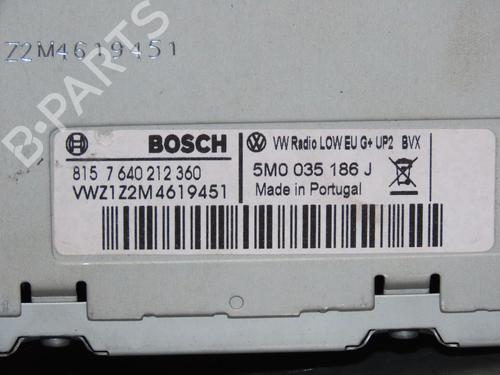 Z2M4619451
B-PARTS
BOSCH
VW Radio LOW EU G+ UP2 BVX
815 7 640 212 360
5M0 035 186 J
VWZ1Z2M4619451
Made in Portugal